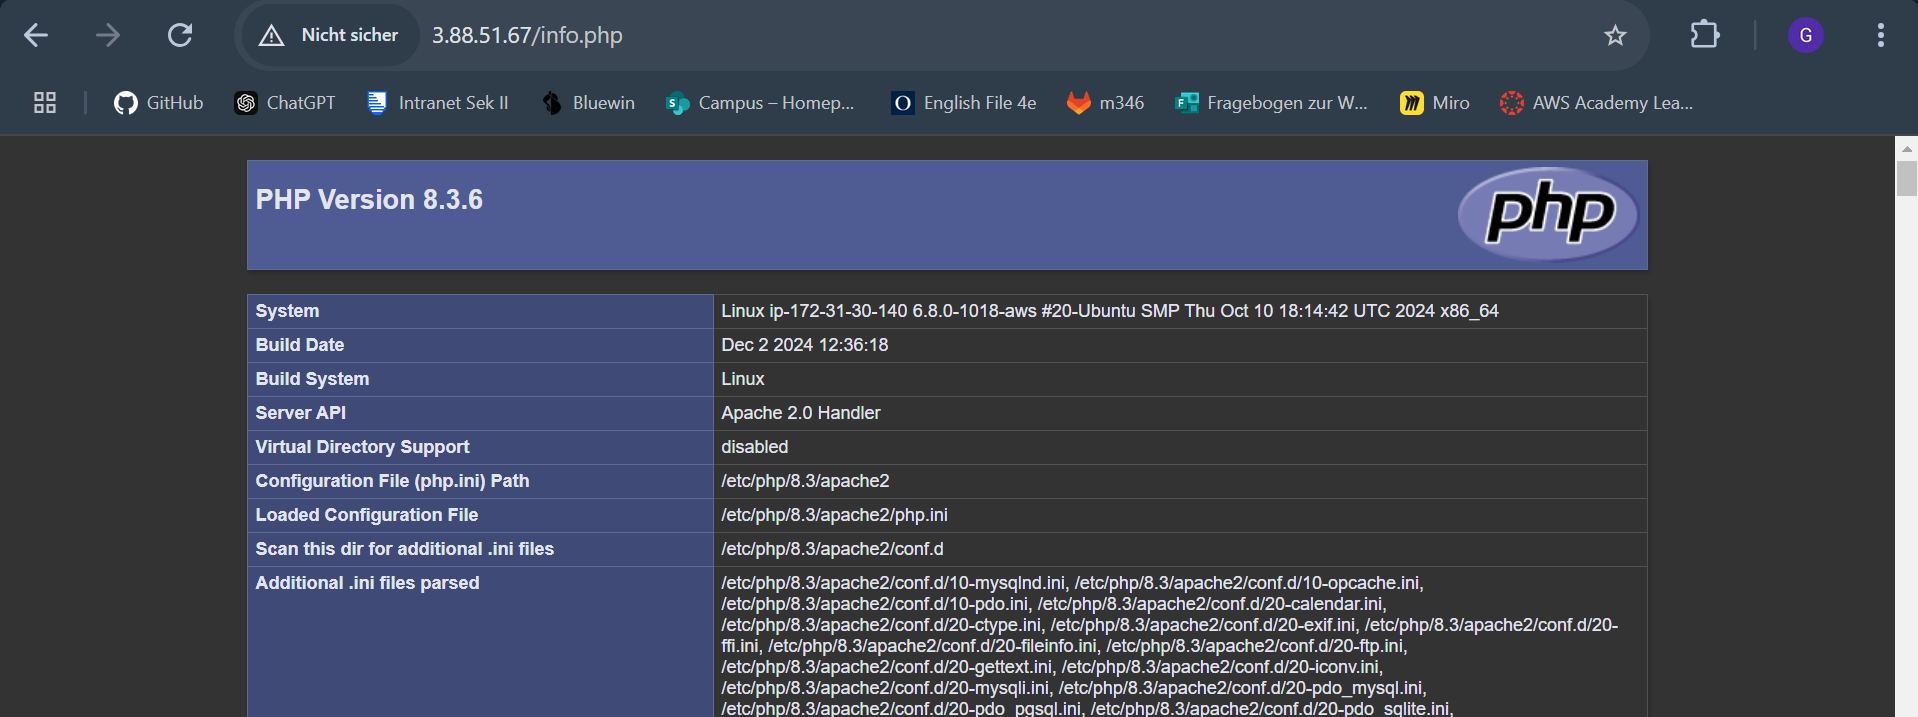 Nicht sicher 3.88.51.67/info.php G
GitHub ChatGPT Intranet Sek II Bluewin Campus – Homep... English File 4e m346 Fragebogen zur W... Miro AWS Academy Lea...
PHP Version 8.3.6
php
System Linux ip-172-31-30-140 6.8.0-1018-aws #20-Ubuntu SMP Thu Oct 10 18:14:42 UTC 2024 x86_64
Build Date Dec 2 2024 12:36:18
Build System Linux
Server API Apache 2.0 Handler
Virtual Directory Support disabled
Configuration File (php.ini) Path /etc/php/8.3/apache2
Loaded Configuration File /etc/php/8.3/apache2/php.ini
Scan this dir for additional .ini files /etc/php/8.3/apache2/conf.d
Additional .ini files parsed /etc/php/8.3/apache2/conf.d/10-mysqlnd.ini, /etc/php/8.3/apache2/conf.d/10-opcache.ini,
/etc/php/8.3/apache2/conf.d/10-pdo.ini, /etc/php/8.3/apache2/conf.d/20-calendar.ini,
/etc/php/8.3/apache2/conf.d/20-ctype.ini, /etc/php/8.3/apache2/conf.d/20-exif.ini, /etc/php/8.3/apache2/conf.d/20-
ffi.ini, /etc/php/8.3/apache2/conf.d/20-fileinfo.ini, /etc/php/8.3/apache2/conf.d/20-ftp.ini,
/etc/php/8.3/apache2/conf.d/20-gettext.ini, /etc/php/8.3/apache2/conf.d/20-iconv.ini,
/etc/php/8.3/apache2/conf.d/20-mysqli.ini, /etc/php/8.3/apache2/conf.d/20-pdo_mysql.ini,
/etc/php/8.3/apache2/conf.d/20-pdo_pgsql.ini, /etc/php/8.3/apache2/conf.d/20-pdo_sqlite.ini,